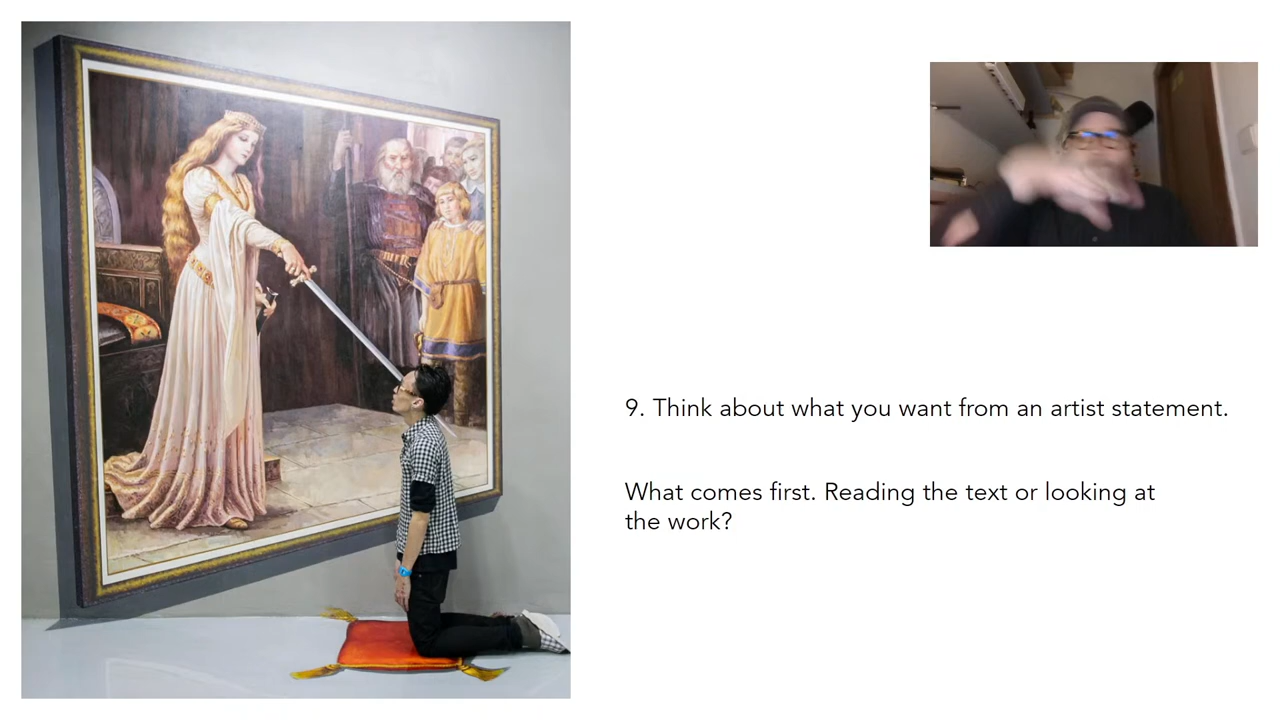 9. Think about what you want from an artist statement.
What comes first. Reading the text or looking at
the work?